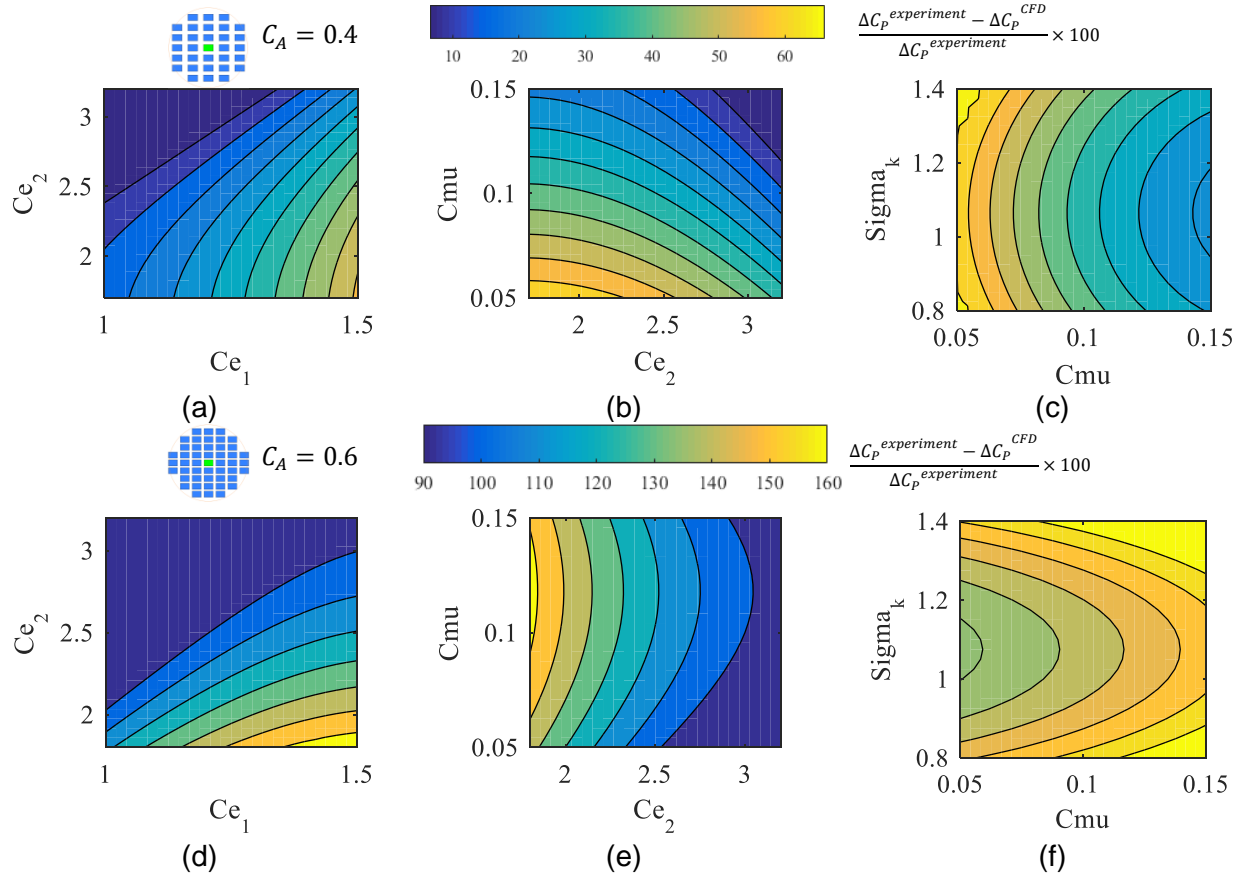 C_A = 0.4
10 20 30 40 50 60
ΔC_P^experiment − ΔC_P^CFD
ΔC_P^experiment
× 100
3
2.5
2
Ce_2
1 1.5
Ce_1
(a)
0.15
0.1
0.05
Cmu
2 2.5 3
Ce_2
(b)
1.4
1.2
1
0.8
Sigma_k
0.05 0.1 0.15
Cmu
(c)
C_A = 0.6
90 100 110 120 130 140 150 160
ΔC_P^experiment − ΔC_P^CFD
ΔC_P^experiment
× 100
3
2.5
2
Ce_2
1 1.5
Ce_1
(d)
0.15
0.1
0.05
Cmu
2 2.5 3
Ce_2
(e)
1.4
1.2
1
0.8
Sigma_k
0.05 0.1 0.15
Cmu
(f)